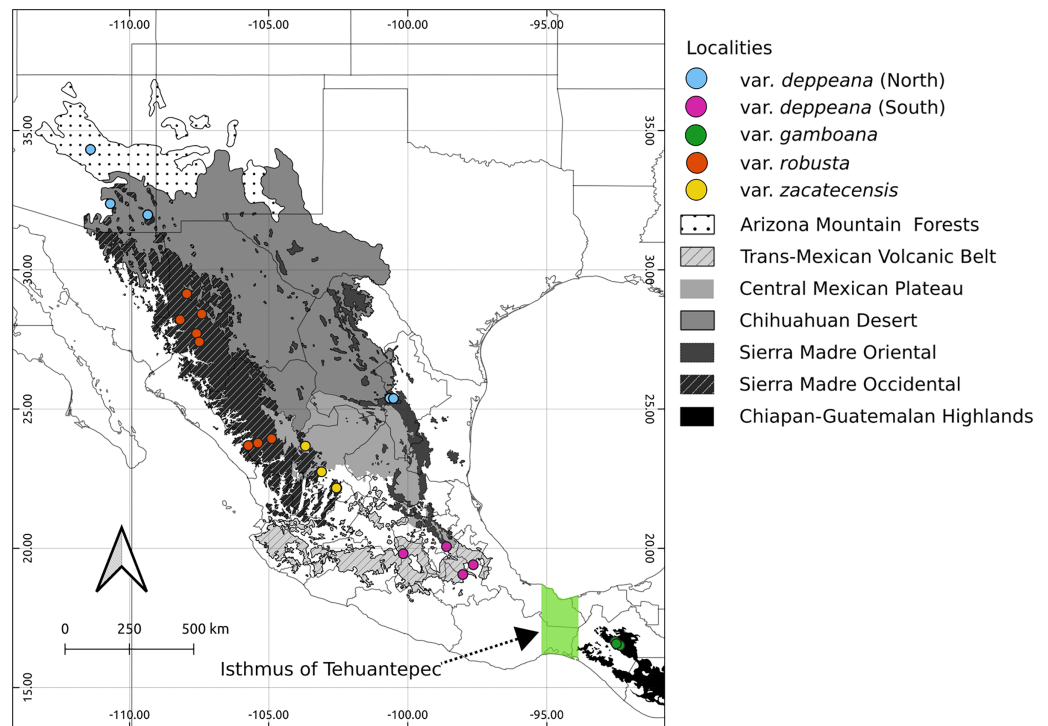 -110.00 -105.00 -100.00 -95.00
Localities
var. deppeana (North)
var. deppeana (South)
var. gamboana
var. robusta
var. zacatecensis
Arizona Mountain Forests
Trans-Mexican Volcanic Belt
Central Mexican Plateau
Chihuahuan Desert
Sierra Madre Oriental
Sierra Madre Occidental
Chiapan-Guatemalan Highlands
35.00 35.00
30.00 30.00
25.00 25.00
20.00 20.00
15.00 15.00
0 250 500 km
Isthmus of Tehuantepec
-110.00 -105.00 -100.00 -95.00